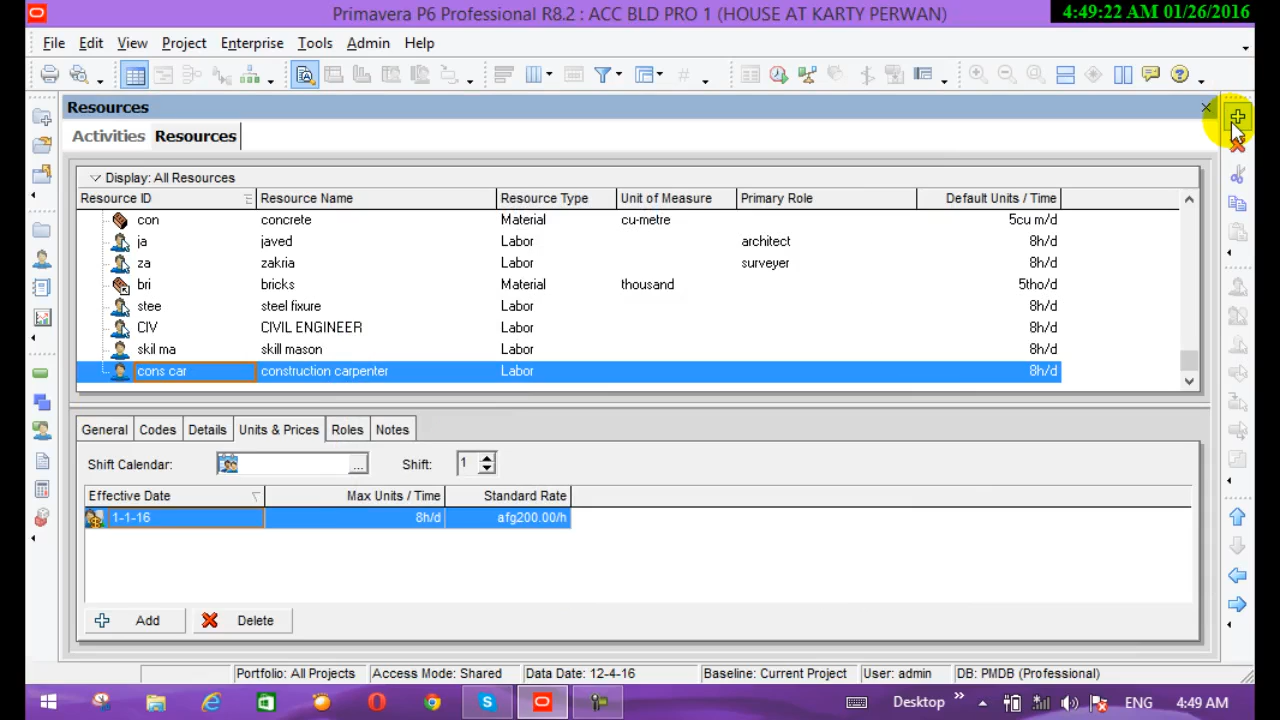 Primavera P6 Professional R8.2 : ACC BLD PRO 1 (HOUSE AT KARTY PERWAN)
4:49:22 AM 01/26/2016
File Edit View Project Enterprise Tools Admin Help
Resources
Activities Resources
Display: All Resources
Resource ID Resource Name Resource Type Unit of Measure Primary Role Default Units / Time
con concrete Material cu-metre 5cu m/d
ja javed Labor architect 8h/d
za zakria Labor surveyer 8h/d
bri bricks Material thousand 5tho/d
stee steel fixure Labor 8h/d
CIV CIVIL ENGINEER Labor 8h/d
skil ma skill mason Labor 8h/d
cons car construction carpenter Labor 8h/d
General Codes Details Units & Prices Roles Notes
Shift Calendar: ... Shift: 1
Effective Date Max Units / Time Standard Rate
1-1-16 8h/d afg200.00/h
Add Delete
Portfolio: All Projects Access Mode: Shared Data Date: 12-4-16 Baseline: Current Project User: admin DB: PMDB (Professional)
Desktop ENG 4:49 AM